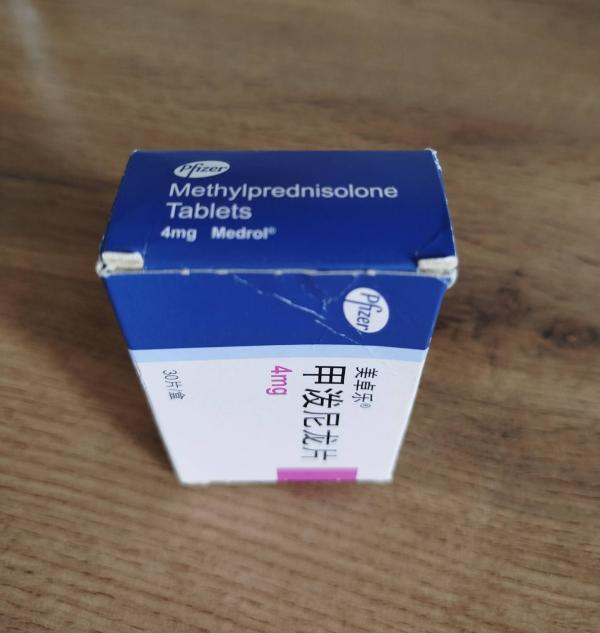 Pfizer
Methylprednisolone
Tablets
4mg Medrol®
Pfizer
美卓乐®
甲泼尼龙片
4mg
30片/盒